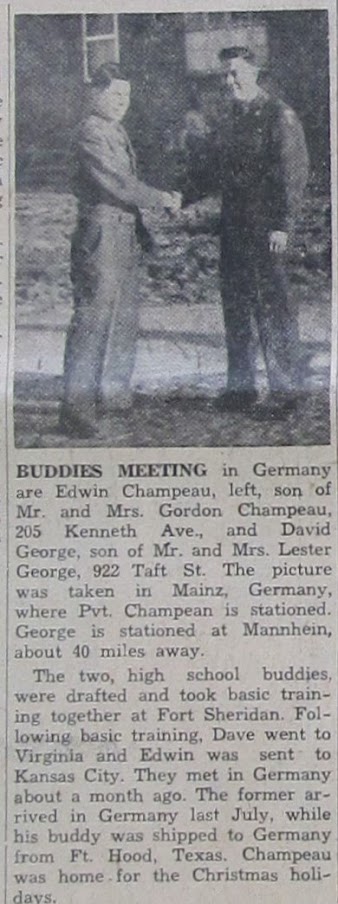 BUDDIES MEETING in Germany
are Edwin Champeau, left, son of
Mr. and Mrs. Gordon Champeau,
205 Kenneth Ave., and David
George, son of Mr. and Mrs. Lester
George, 922 Taft St. The picture
was taken in Mainz, Germany,
where Pvt. Champean is stationed.
George is stationed at Mannhein,
about 40 miles away.
The two, high school buddies,
were drafted and took basic train-
ing together at Fort Sheridan. Fol-
lowing basic training, Dave went to
Virginia and Edwin was sent to
Kansas City. They met in Germany
about a month ago. The former ar-
rived in Germany last July, while
his buddy was shipped to Germany
from Ft. Hood, Texas. Champeau
was home for the Christmas holi-
days.